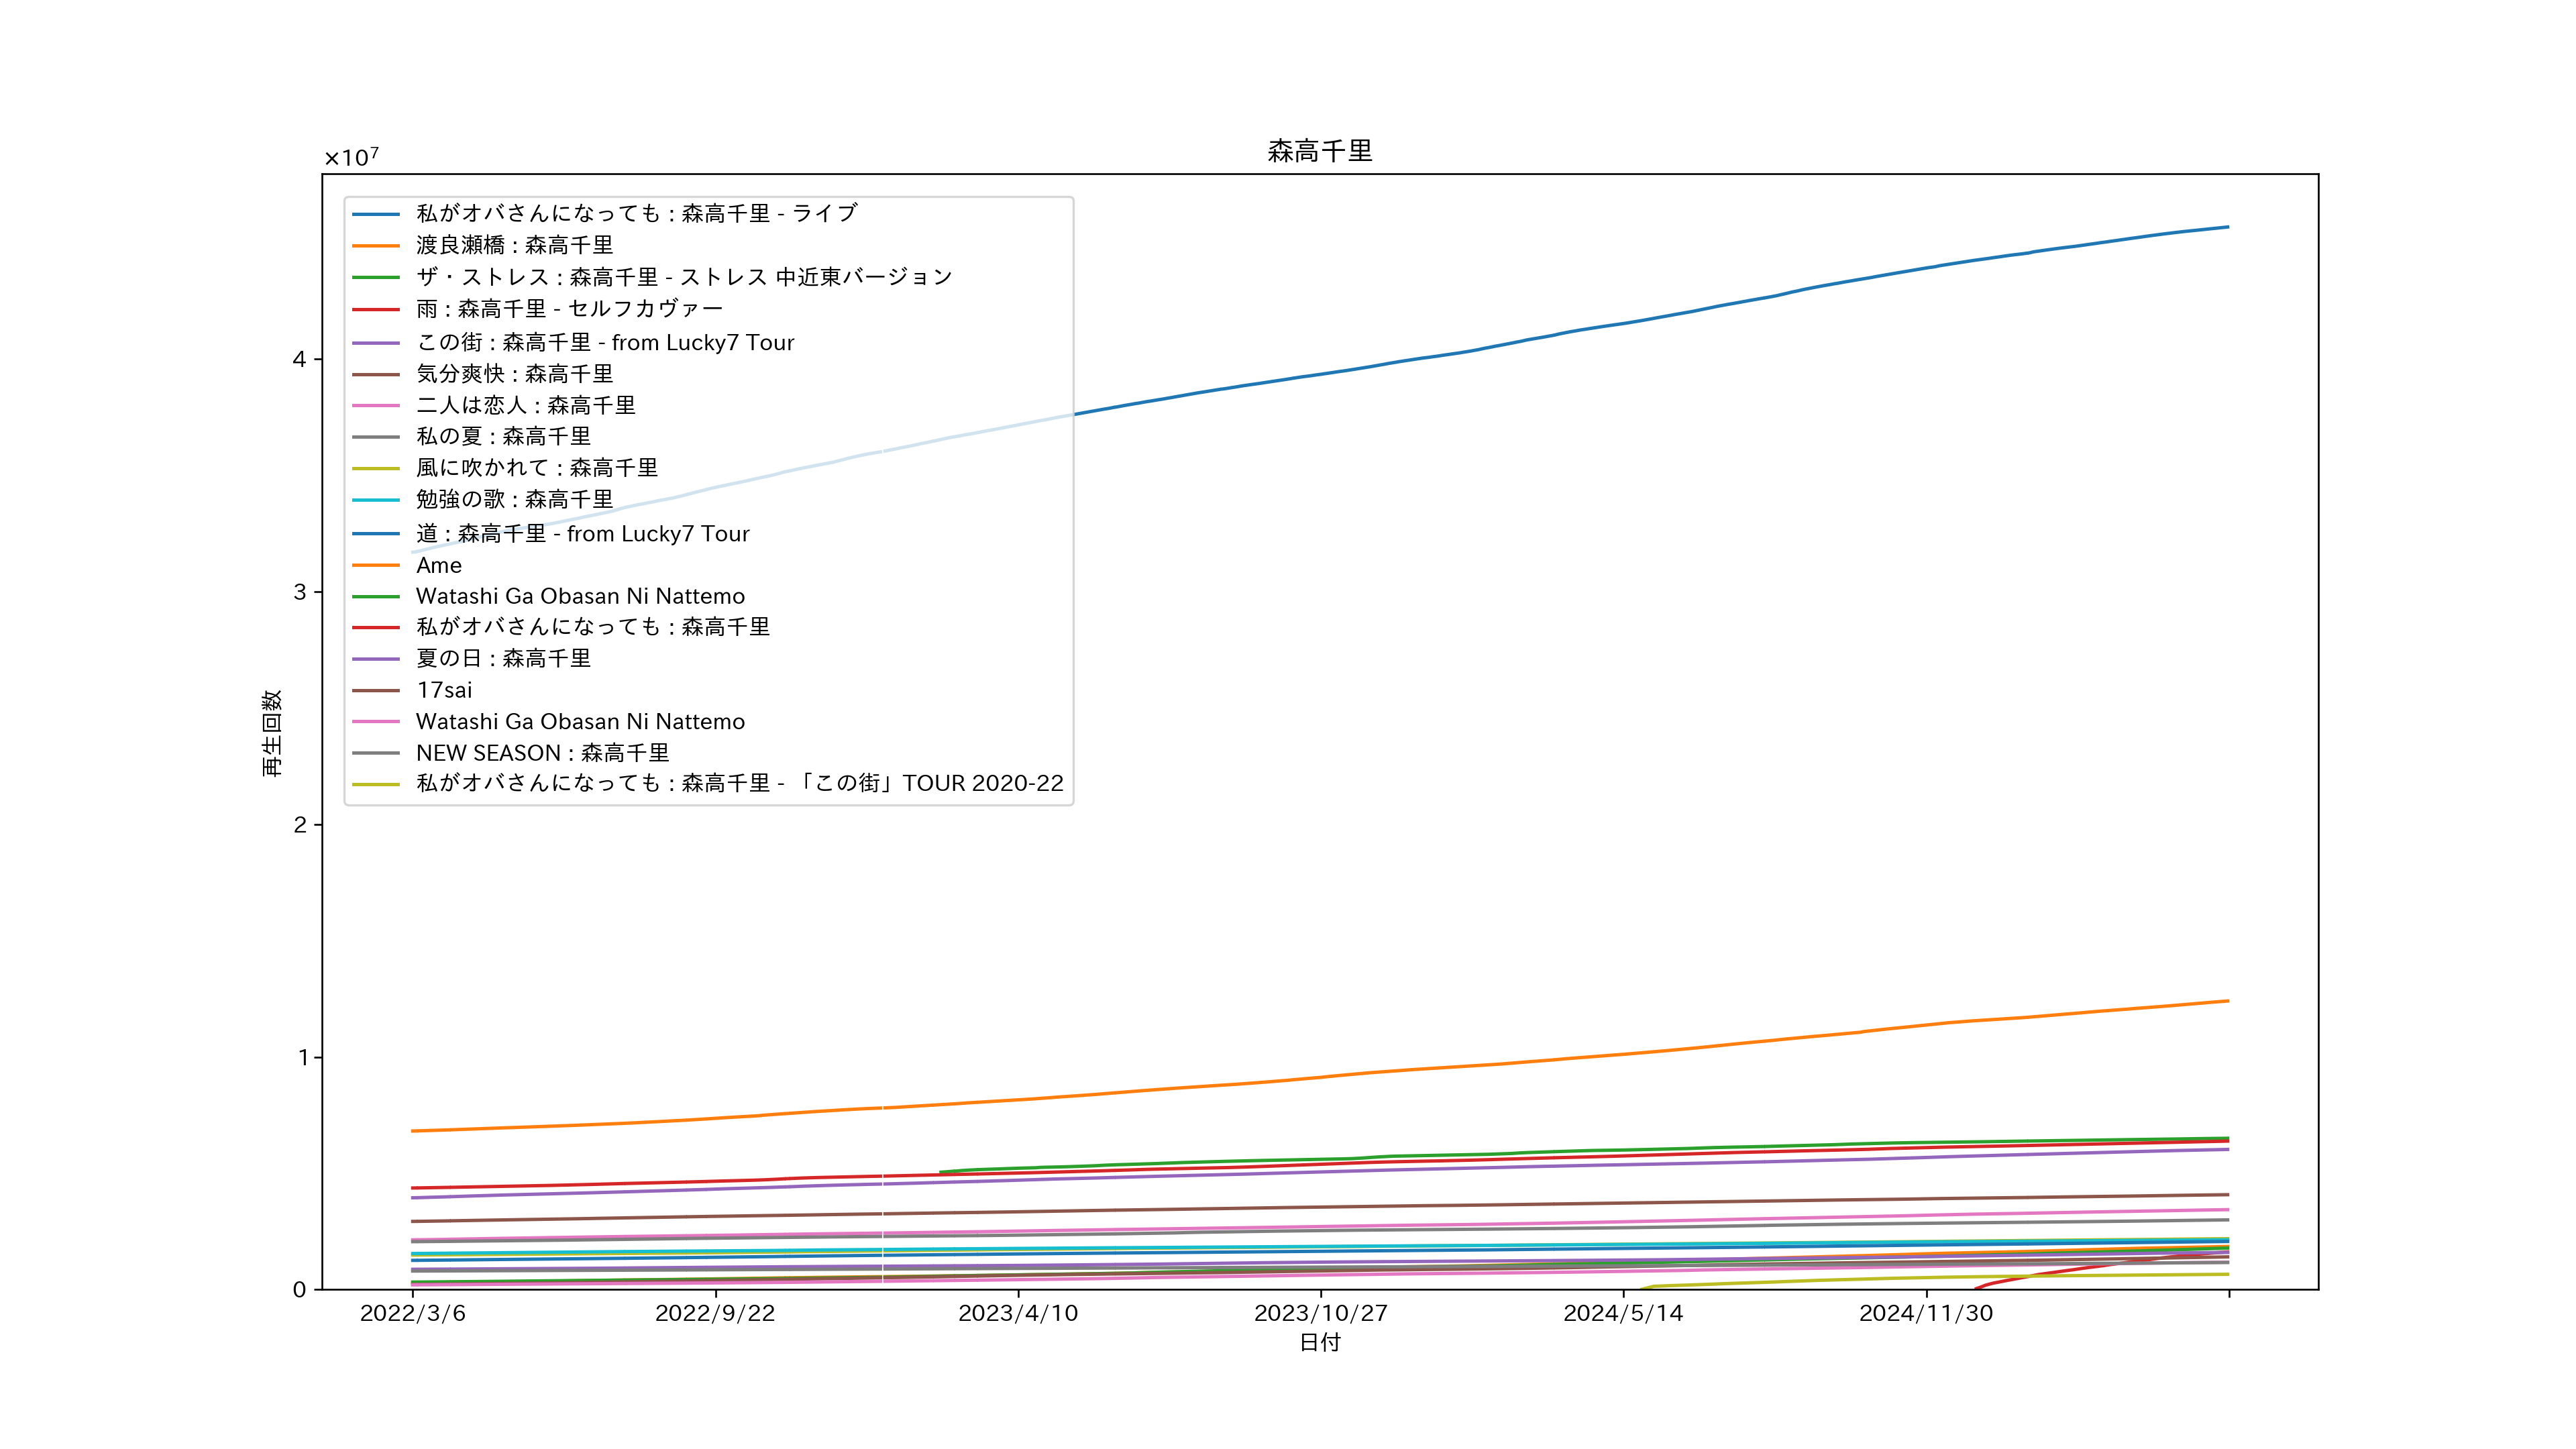 森高千里
×10⁷
私がオバさんになっても : 森高千里 - ライブ
渡良瀬橋 : 森高千里
ザ・ストレス : 森高千里 - ストレス 中近東バージョン
雨 : 森高千里 - セルフカヴァー
この街 : 森高千里 - from Lucky7 Tour
気分爽快 : 森高千里
二人は恋人 : 森高千里
私の夏 : 森高千里
風に吹かれて : 森高千里
勉強の歌 : 森高千里
道 : 森高千里 - from Lucky7 Tour
Ame
Watashi Ga Obasan Ni Nattemo
私がオバさんになっても : 森高千里
夏の日 : 森高千里
17sai
Watashi Ga Obasan Ni Nattemo
NEW SEASON : 森高千里
私がオバさんになっても : 森高千里 - 「この街」TOUR 2020-22
4
3
2
1
0
再生回数
2022/3/6 2022/9/22 2023/4/10 2023/10/27 2024/5/14 2024/11/30
日付